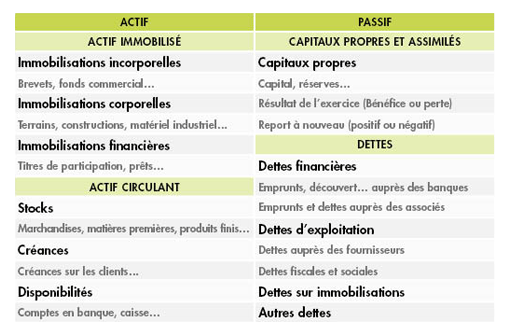 ACTIF
ACTIF IMMOBILISÉ
Immobilisations incorporelles
Brevets, fonds commercial...
Immobilisations corporelles
Terrains, constructions, matériel industriel...
Immobilisations financières
Titres de participation, prêts...
ACTIF CIRCULANT
Stocks
Marchandises, matières premières, produits finis...
Créances
Créances sur les clients...
Disponibilités
Comptes en banque, caisse...
PASSIF
CAPITAUX PROPRES ET ASSIMILÉS
Capitaux propres
Capital, réserves...
Résultat de l'exercice (Bénéfice ou perte)
Report à nouveau (positif ou négatif)
DETTES
Dettes financières
Emprunts, découvert... auprès des banques
Emprunts et dettes auprès des associés
Dettes d'exploitation
Dettes auprès des fournisseurs
Dettes fiscales et sociales
Dettes sur immobilisations
Autres dettes